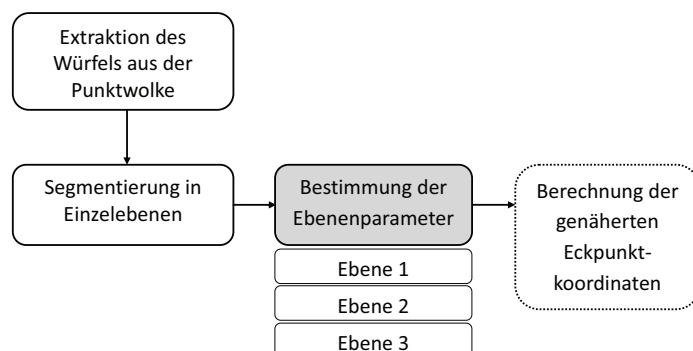 Extraktion des
Würfels aus der
Punktwolke
Segmentierung in
Einzelebenen
Bestimmung der
Ebenenparameter
Ebene 1
Ebene 2
Ebene 3
Berechnung der
genäherten
Eckpunkt-
koordinaten